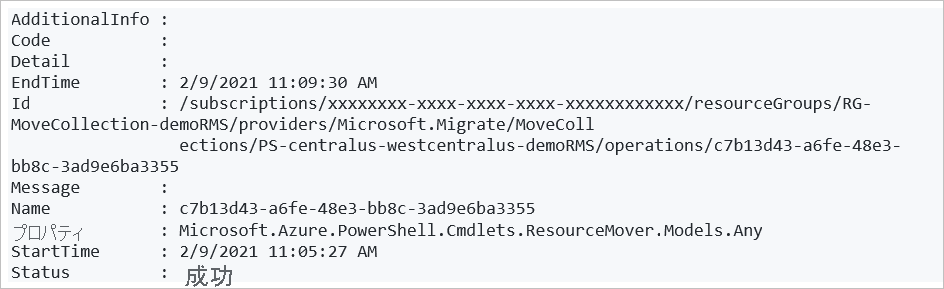 AdditionalInfo :
Code           :
Detail         :
EndTime        : 2/9/2021 11:09:30 AM
Id             : /subscriptions/xxxxxxxx-xxxx-xxxx-xxxx-xxxxxxxxxxxx/resourceGroups/RG-
MoveCollection-demoRMS/providers/Microsoft.Migrate/MoveColl
                 ections/PS-centralus-westcentralus-demoRMS/operations/c7b13d43-a6fe-48e3-
bb8c-3ad9e6ba3355
Message        :
Name           : c7b13d43-a6fe-48e3-bb8c-3ad9e6ba3355
プロパティ          : Microsoft.Azure.PowerShell.Cmdlets.ResourceMover.Models.Any
StartTime      : 2/9/2021 11:05:27 AM
Status         : 成功